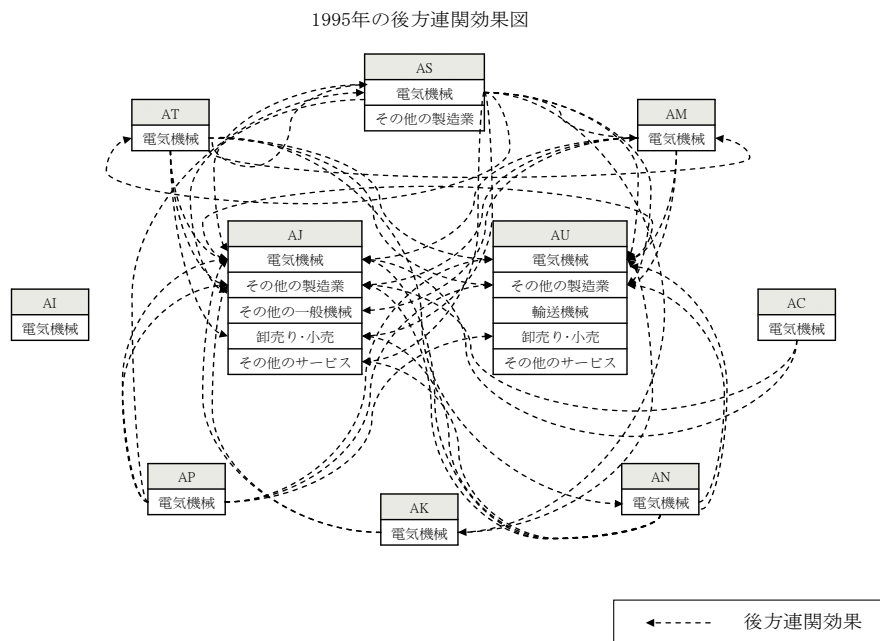 1995年の後方連関効果図
AS
電気機械
その他の製造業
AT
電気機械
AM
電気機械
AJ
電気機械
その他の製造業
その他の一般機械
卸売り･小売
その他のサービス
AU
電気機械
その他の製造業
輸送機械
卸売り･小売
その他のサービス
AI
電気機械
AC
電気機械
AP
電気機械
AK
電気機械
AN
電気機械
後方連関効果